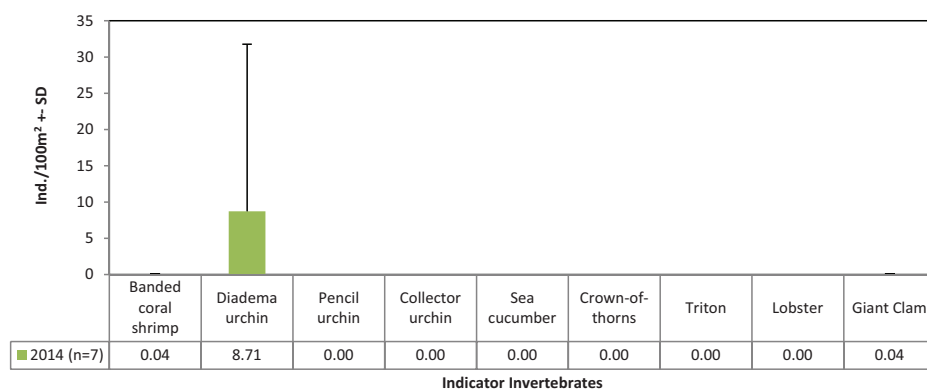 35
30
25
20
15
10
5
0
Ind./100m² +- SD
Banded coral shrimp
Diadema urchin
Pencil urchin
Collector urchin
Sea cucumber
Crown-of-thorns
Triton
Lobster
Giant Clam
2014 (n=7) 0.04 8.71 0.00 0.00 0.00 0.00 0.00 0.00 0.04
Indicator Invertebrates